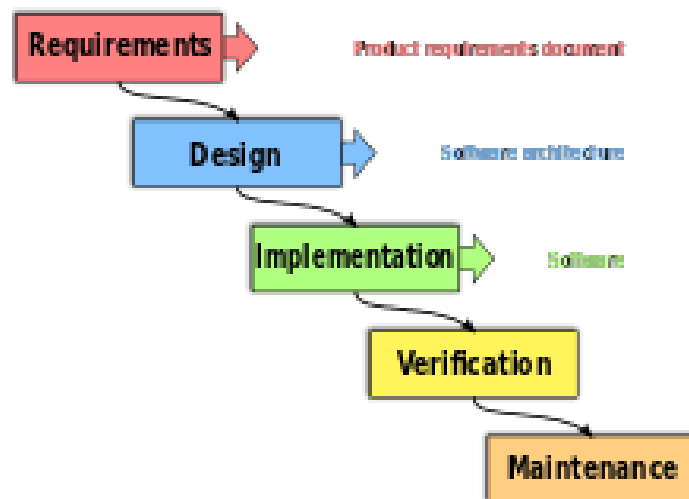 Requirements
Product requirements document
Design
Software architecture
Implementation
Software
Verification
Maintenance